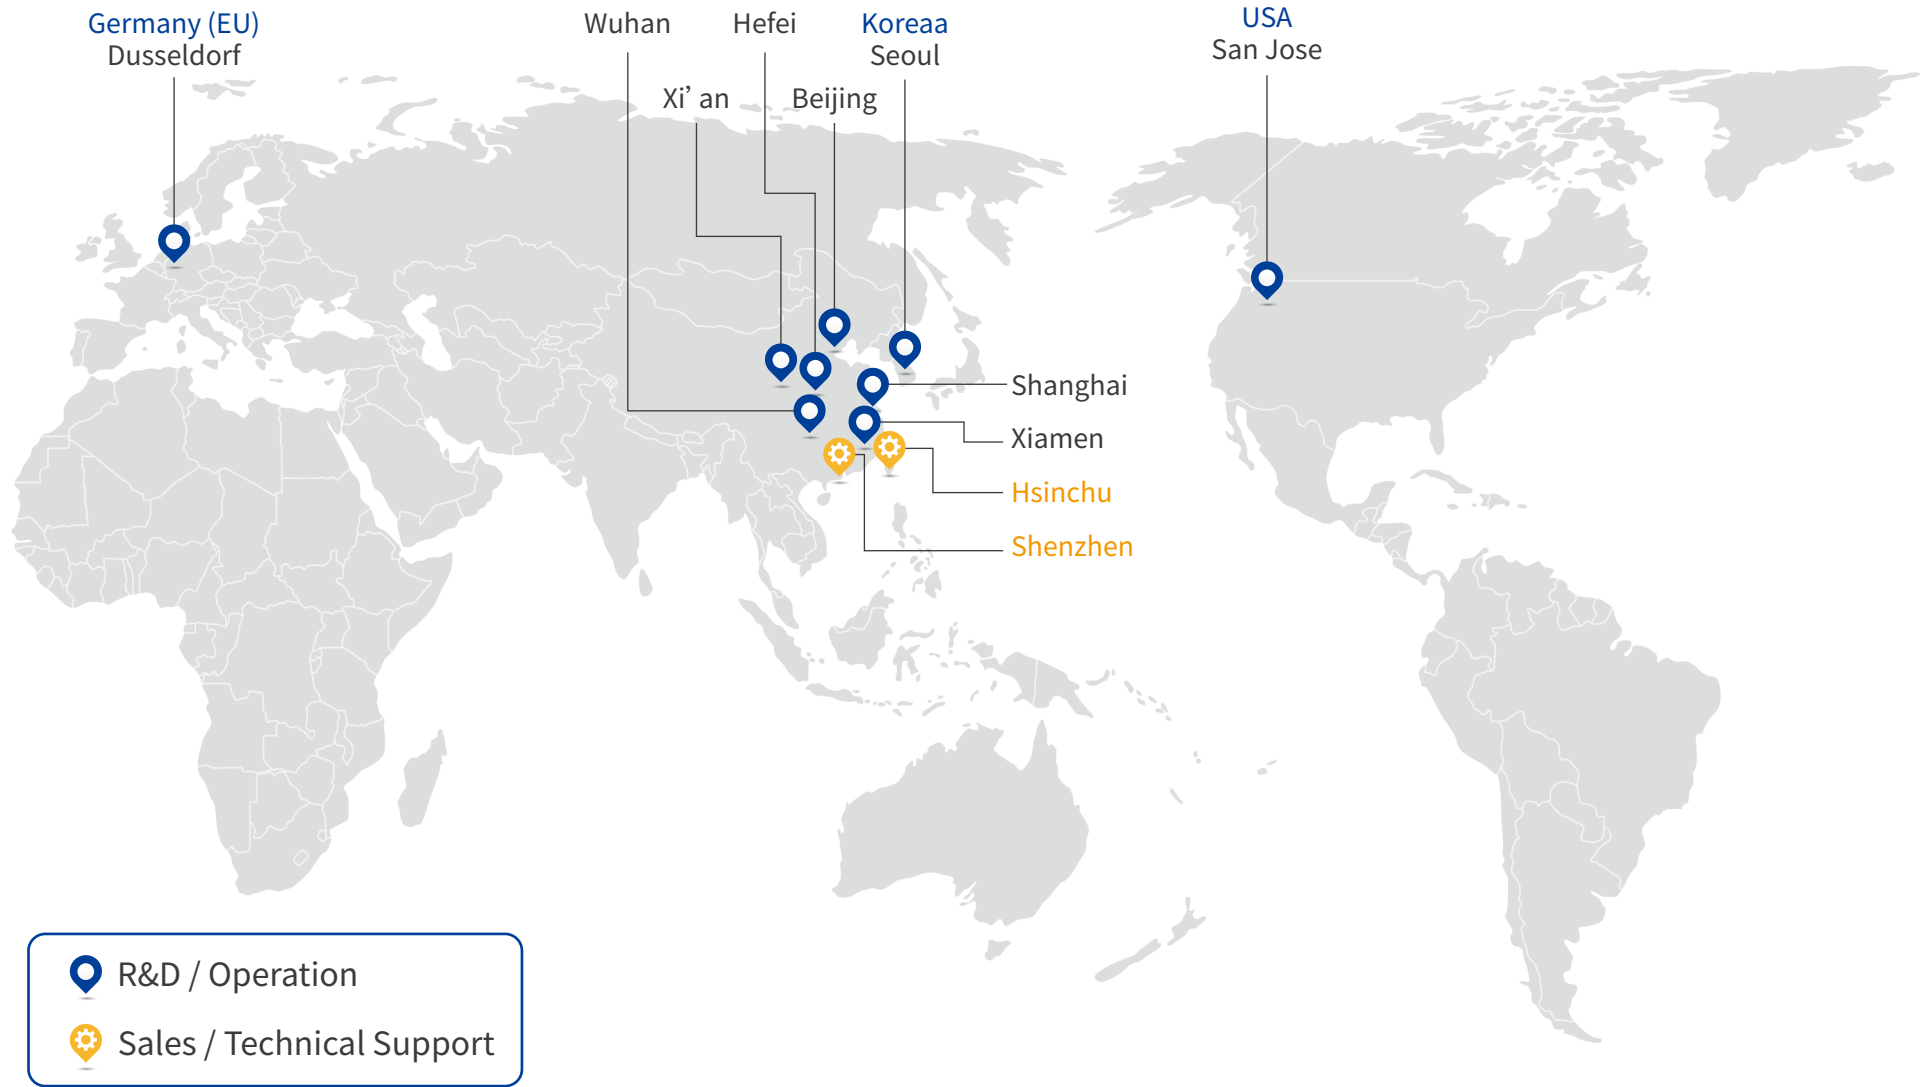 Germany (EU)
Dusseldorf
Wuhan
Hefei
Koreaa
Seoul
USA
San Jose
Xi’ an
Beijing
Shanghai
Xiamen
Hsinchu
Shenzhen
R&D / Operation
Sales / Technical Support